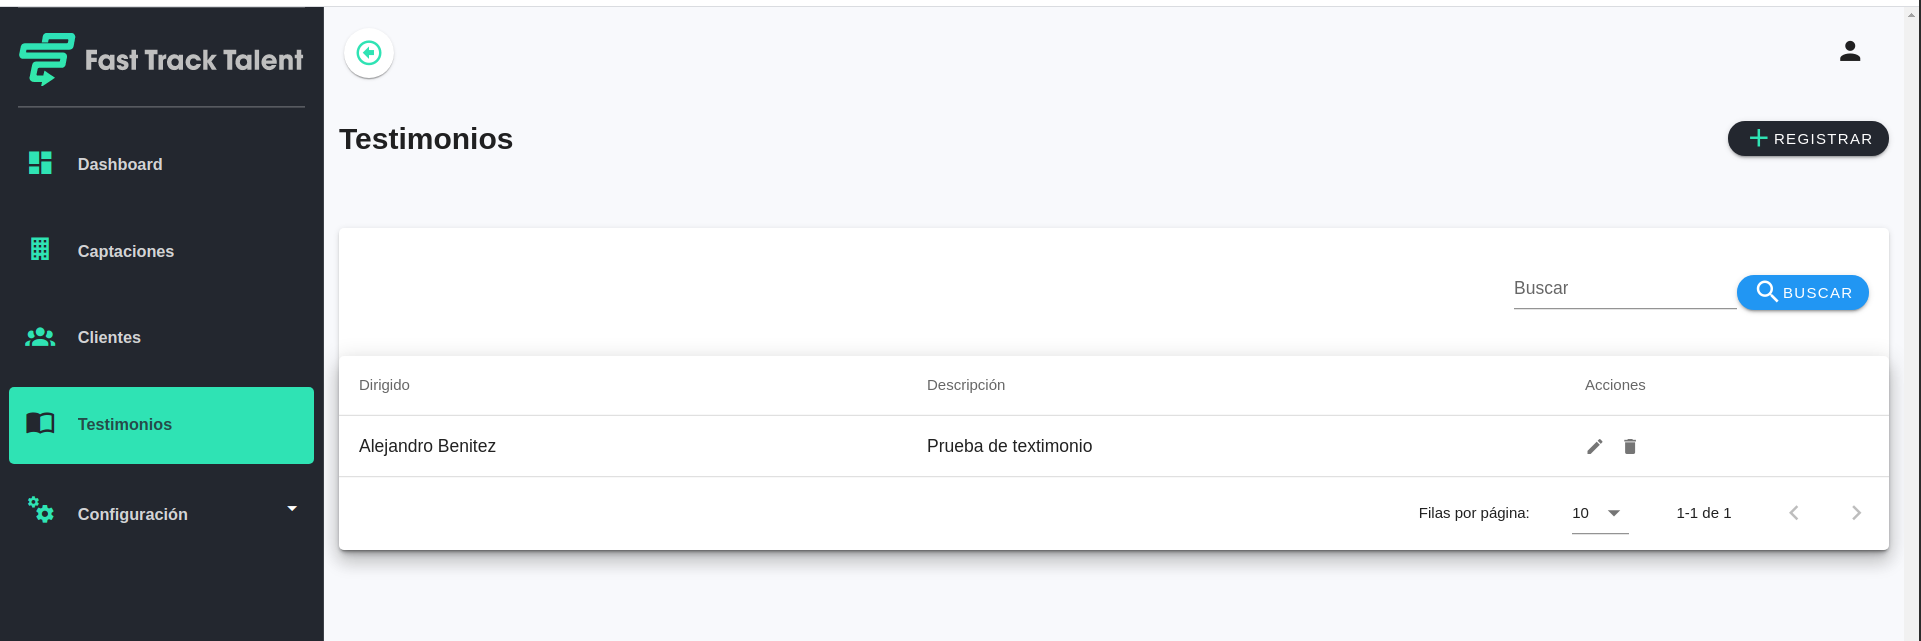 Fast Track Talent
Dashboard
Captaciones
Clientes
Testimonios
Configuración
Testimonios
REGISTRAR
Buscar
BUSCAR
Dirigido Descripción Acciones
Alejandro Benitez Prueba de textimonio
Filas por página: 10 1-1 de 1